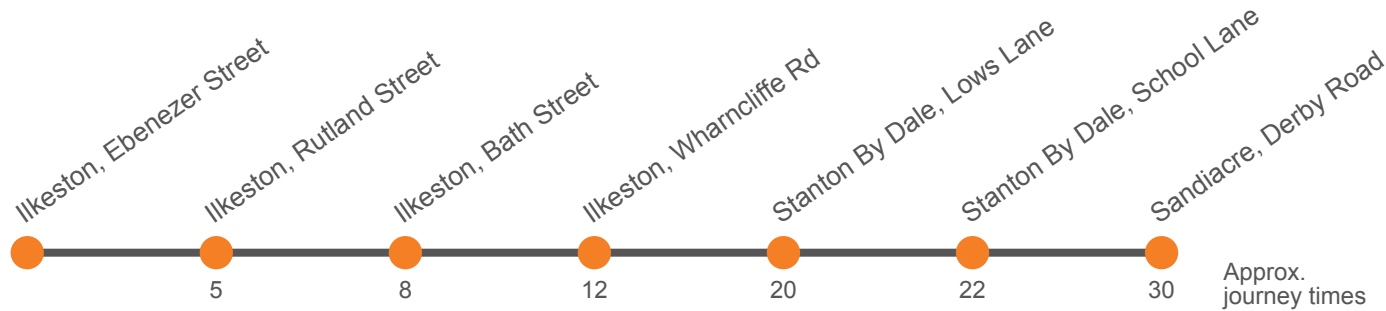 Ilkeston, Ebenezer Street
Ilkeston, Rutland Street
Ilkeston, Bath Street
Ilkeston, Wharncliffe Rd
Stanton By Dale, Lows Lane
Stanton By Dale, School Lane
Sandiacre, Derby Road
5
8
12
20
22
30
Approx.
journey times